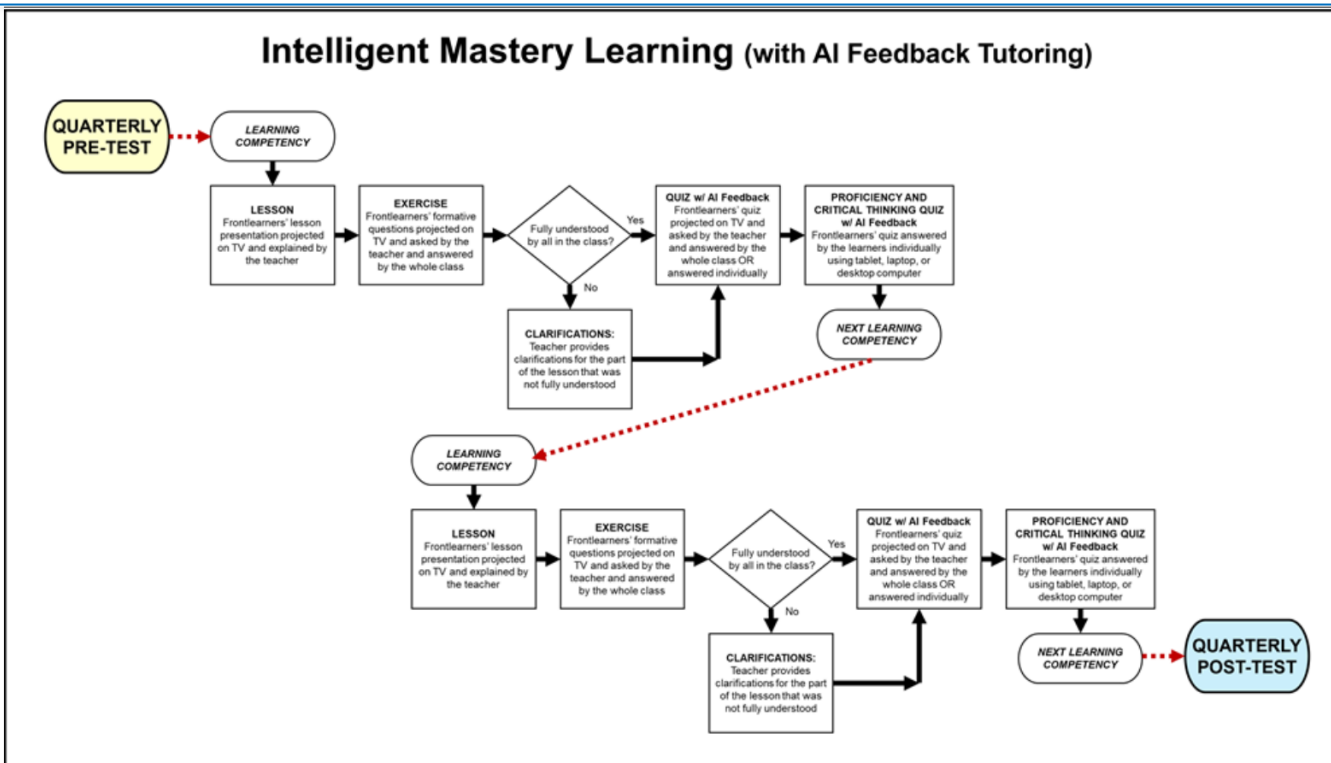 Intelligent Mastery Learning (with AI Feedback Tutoring)
QUARTERLY
PRE-TEST
LEARNING
COMPETENCY
LESSON
Frontlearners' lesson
presentation projected
on TV and explained by
the teacher
EXERCISE
Frontlearners' formative
questions projected on
TV and asked by the
teacher and answered
by the whole class
Fully understood
by all in the class?
Yes
No
CLARIFICATIONS:
Teacher provides
clarifications for the part
of the lesson that was
not fully understood
QUIZ w/ AI Feedback
Frontlearners' quiz
projected on TV and
asked by the teacher
and answered by the
whole class OR
answered individually
PROFICIENCY AND
CRITICAL THINKING QUIZ
w/ AI Feedback
Frontlearners' quiz answered
by the learners individually
using tablet, laptop, or
desktop computer
NEXT LEARNING
COMPETENCY
LEARNING
COMPETENCY
LESSON
Frontlearners' lesson
presentation projected
on TV and explained by
the teacher
EXERCISE
Frontlearners' formative
questions projected on
TV and asked by the
teacher and answered
by the whole class
Fully understood
by all in the class?
Yes
No
CLARIFICATIONS:
Teacher provides
clarifications for the part
of the lesson that was
not fully understood
QUIZ w/ AI Feedback
Frontlearners' quiz
projected on TV and
asked by the teacher
and answered by the
whole class OR
answered individually
PROFICIENCY AND
CRITICAL THINKING QUIZ
w/ AI Feedback
Frontlearners' quiz answered
by the learners individually
using tablet, laptop, or
desktop computer
NEXT LEARNING
COMPETENCY
QUARTERLY
POST-TEST